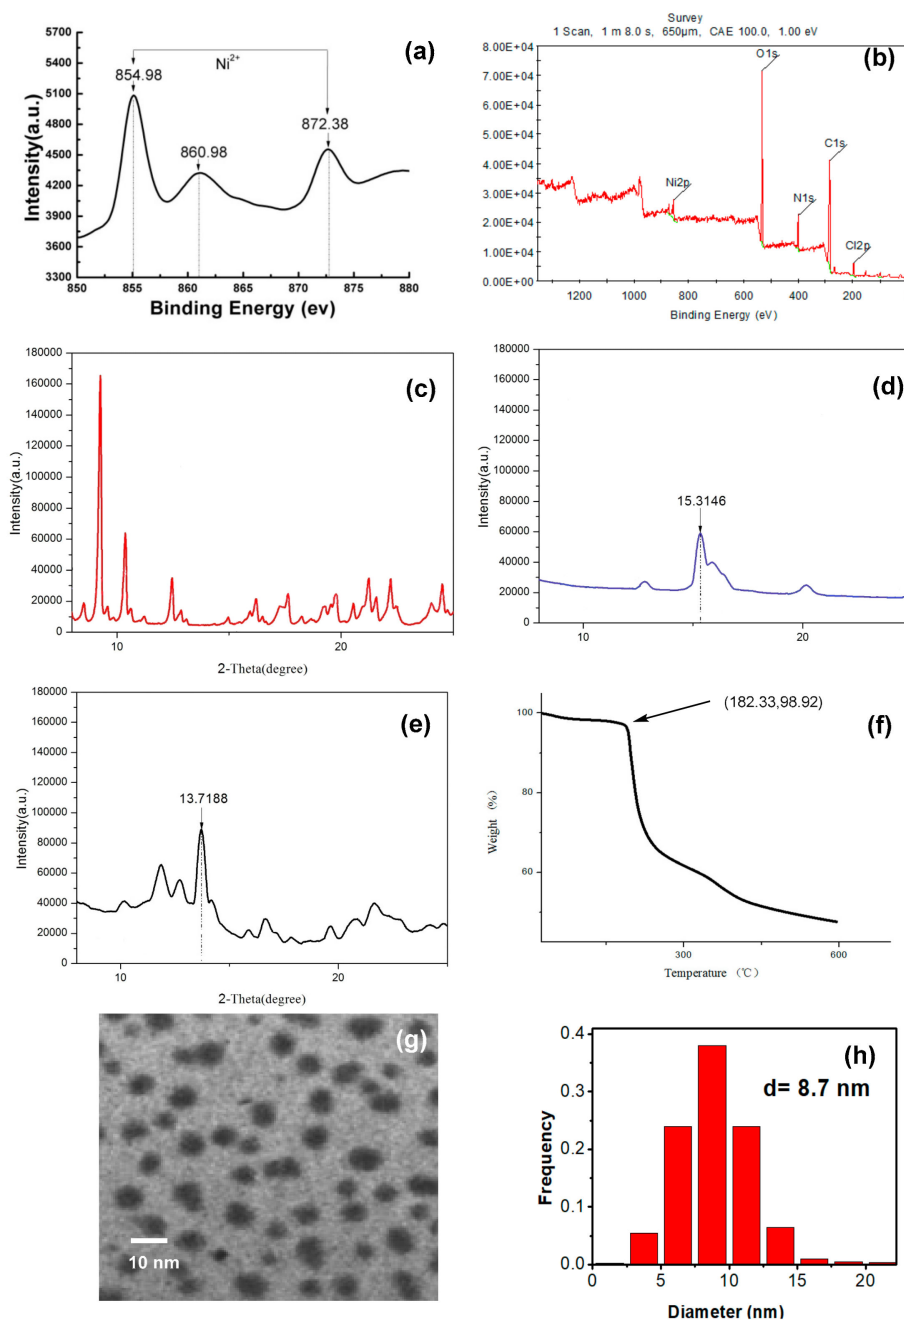 (a)
Ni2+
854.98
860.98
872.38
5700
5400
5100
4800
4500
4200
3900
3600
3300
Intensity(a.u.)
850 855 860 865 870 875 880
Binding Energy (ev)
Survey
1 Scan, 1 m 8.0 s, 650µm, CAE 100.0, 1.00 eV
(b)
O1s
C1s
Ni2p
N1s
Cl2p
8.00E+04
7.00E+04
6.00E+04
5.00E+04
4.00E+04
3.00E+04
2.00E+04
1.00E+04
0.00E+00
1200 1000 800 600 400 200
Binding Energy (eV)
(c)
180000
160000
140000
120000
100000
80000
60000
40000
20000
0
Intensity(a.u.)
10 20
2-Theta(degree)
(d)
15.3146
180000
160000
140000
120000
100000
80000
60000
40000
20000
0
Intensity(a.u.)
10 20
(e)
13.7188
180000
160000
140000
120000
100000
80000
60000
40000
20000
0
Intensity(a.u.)
10 20
2-Theta(degree)
(f)
(182.33,98.92)
100
80
60
Weight (%)
300 600
Temperature (℃)
(g)
10 nm
(h)
d= 8.7 nm
0.4
0.3
0.2
0.1
0.0
Frequency
0 5 10 15 20
Diameter (nm)